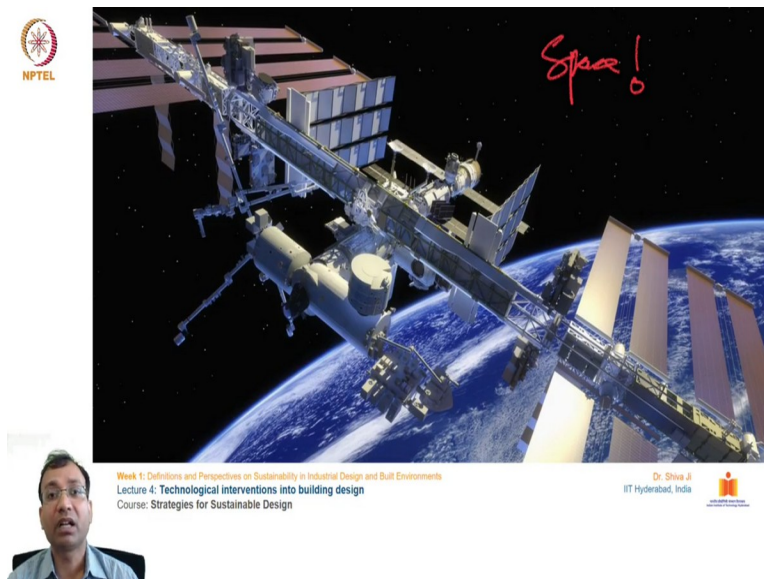 NPTEL
Space!
Week 1: Definitions and Perspectives on Sustainability in Industrial Design and Built Environments
Lecture 4: Technological interventions into building design
Course: Strategies for Sustainable Design
Dr. Shiva Ji
IIT Hyderabad, India